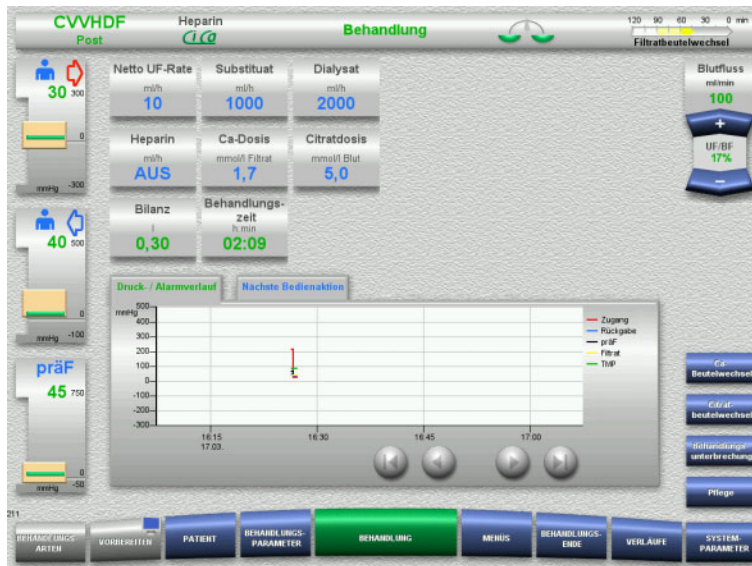 CVVHDF
Post
Heparin
CiCa
Behandlung
120 90 60 30 0 min
Filtratbeutelwechsel
30 300
0
mmHg -300
40 500
0
mmHg -100
präF
45 750
0
mmHg -50
Netto UF-Rate
ml/h
10
Substituat
ml/h
1000
Dialysat
ml/h
2000
Heparin
ml/h
AUS
Ca-Dosis
mmol/l Filtrat
1,7
Citratdosis
mmol/l Blut
5,0
Bilanz
l
0,30
Behandlungs-
zeit
h:min
02:09
Blutfluss
ml/min
100
+
UF/BF
17%
−
Druck- / Alarmverlauf
Nächste Bedienaktion
mmHg
500
400
300
200
100
0
-100
-200
-300
16:15
17.03.
16:30
16:45
17:00
Zugang
Rückgabe
präF
Filtrat
TMP
Ca-
Beutelwechsel
Citrat-
beutelwechsel
Behandlungs-
unterbrechung
Pflege
211
BEHANDLUNGS-
ARTEN
VORBEREITEN
PATIENT
BEHANDLUNGS-
PARAMETER
BEHANDLUNG
MENÜS
BEHANDLUNGS-
ENDE
VERLÄUFE
SYSTEM-
PARAMETER